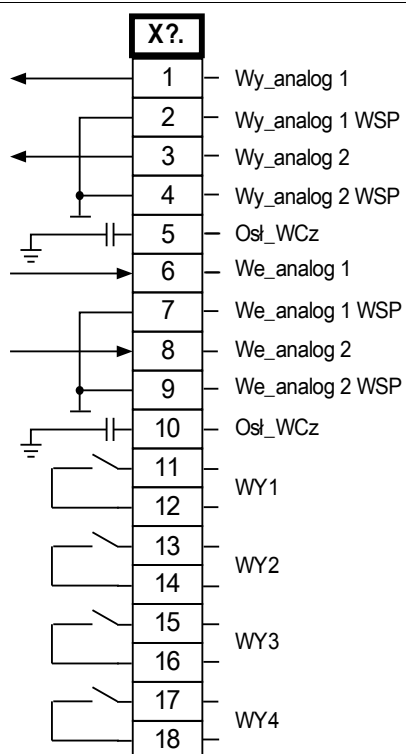 X?.
1 Wy_analog 1
2 Wy_analog 1 WSP
3 Wy_analog 2
4 Wy_analog 2 WSP
5 Osł_WCz
6 We_analog 1
7 We_analog 1 WSP
8 We_analog 2
9 We_analog 2 WSP
10 Osł_WCz
11
WY1
12
13
WY2
14
15
WY3
16
17
WY4
18